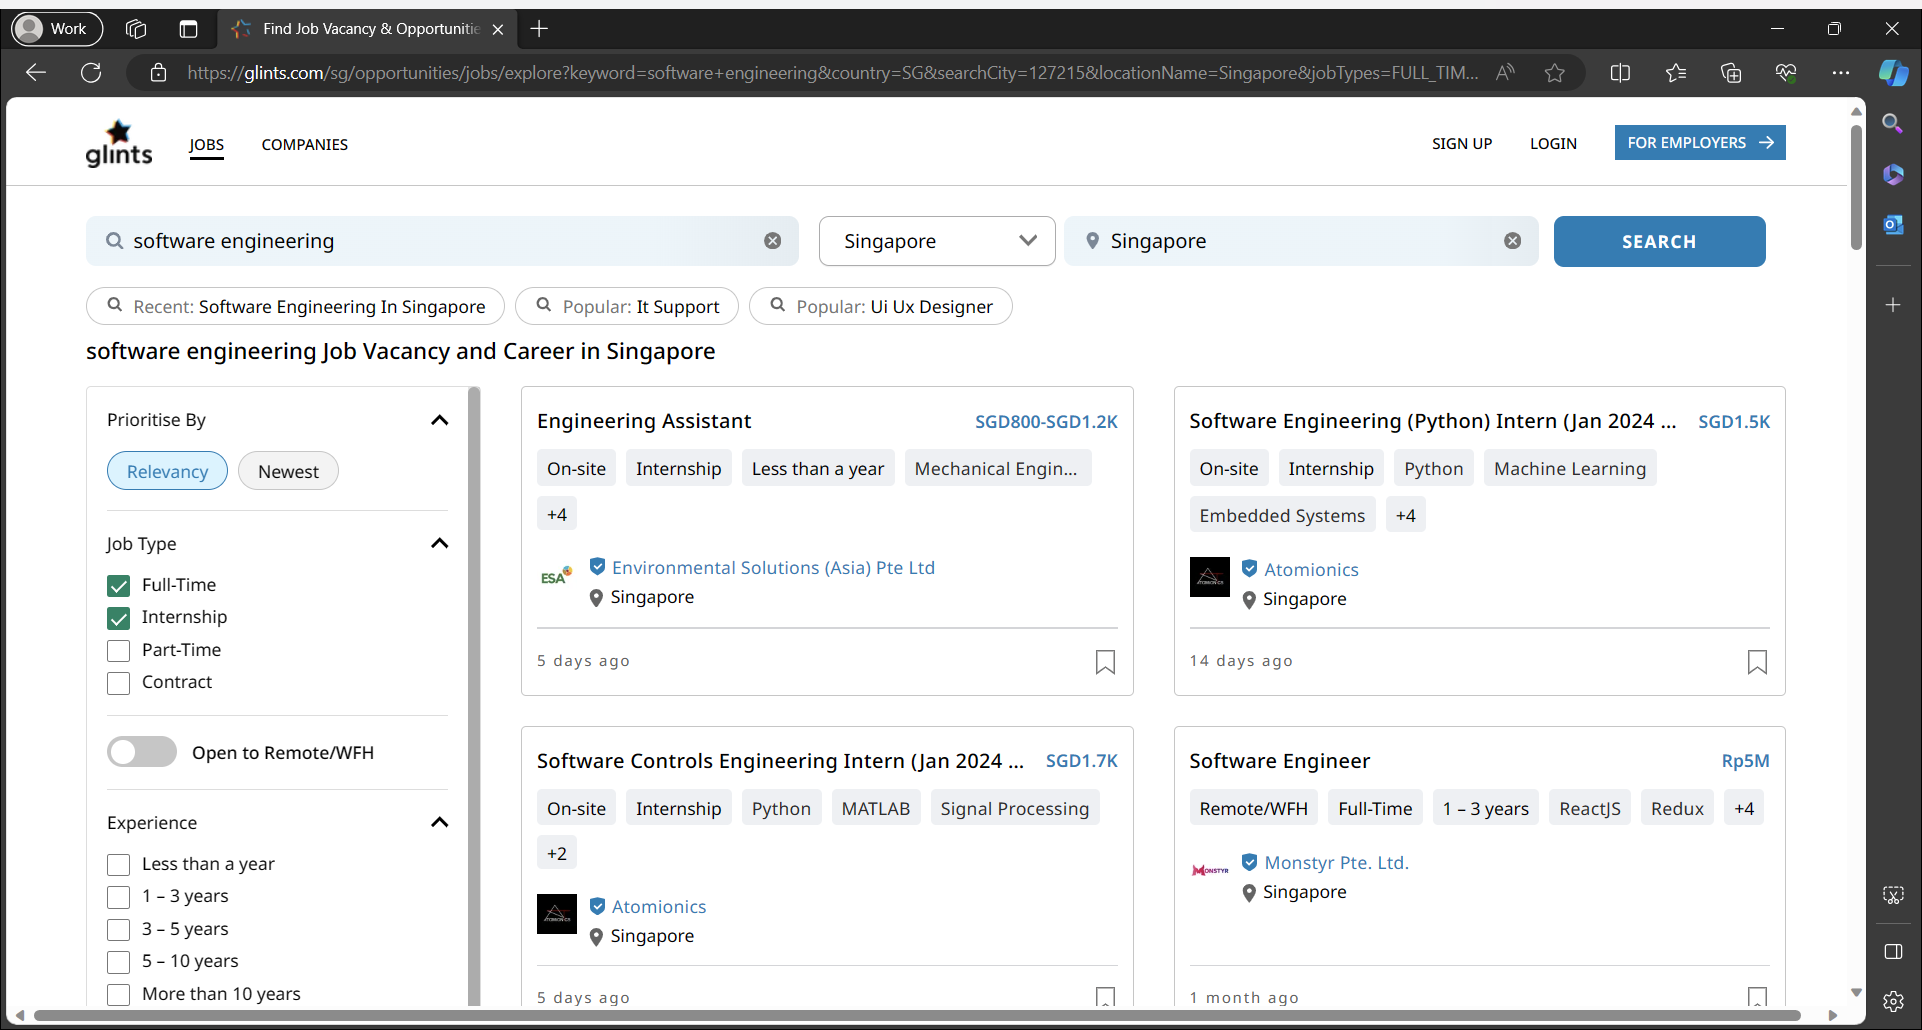 Work
Find Job Vacancy & Opportunitie
https://glints.com/sg/opportunities/jobs/explore?keyword=software+engineering&country=SG&searchCity=127215&locationName=Singapore&jobTypes=FULL_TIM...
glints
JOBS
COMPANIES
SIGN UP
LOGIN
FOR EMPLOYERS
software engineering
Singapore
Singapore
SEARCH
Recent: Software Engineering In Singapore
Popular: It Support
Popular: Ui Ux Designer
software engineering Job Vacancy and Career in Singapore
Prioritise By
Relevancy
Newest
Job Type
Full-Time
Internship
Part-Time
Contract
Open to Remote/WFH
Experience
Less than a year
1 – 3 years
3 – 5 years
5 – 10 years
More than 10 years
Engineering Assistant
SGD800-SGD1.2K
On-site Internship Less than a year Mechanical Engin...
+4
ESA
Environmental Solutions (Asia) Pte Ltd
Singapore
5 days ago
Software Engineering (Python) Intern (Jan 2024 ...
SGD1.5K
On-site Internship Python Machine Learning
Embedded Systems +4
Atomionics
Singapore
14 days ago
Software Controls Engineering Intern (Jan 2024 ...
SGD1.7K
On-site Internship Python MATLAB Signal Processing
+2
Atomionics
Singapore
5 days ago
Software Engineer
Rp5M
Remote/WFH Full-Time 1 – 3 years ReactJS Redux +4
MONSTYR
Monstyr Pte. Ltd.
Singapore
1 month ago